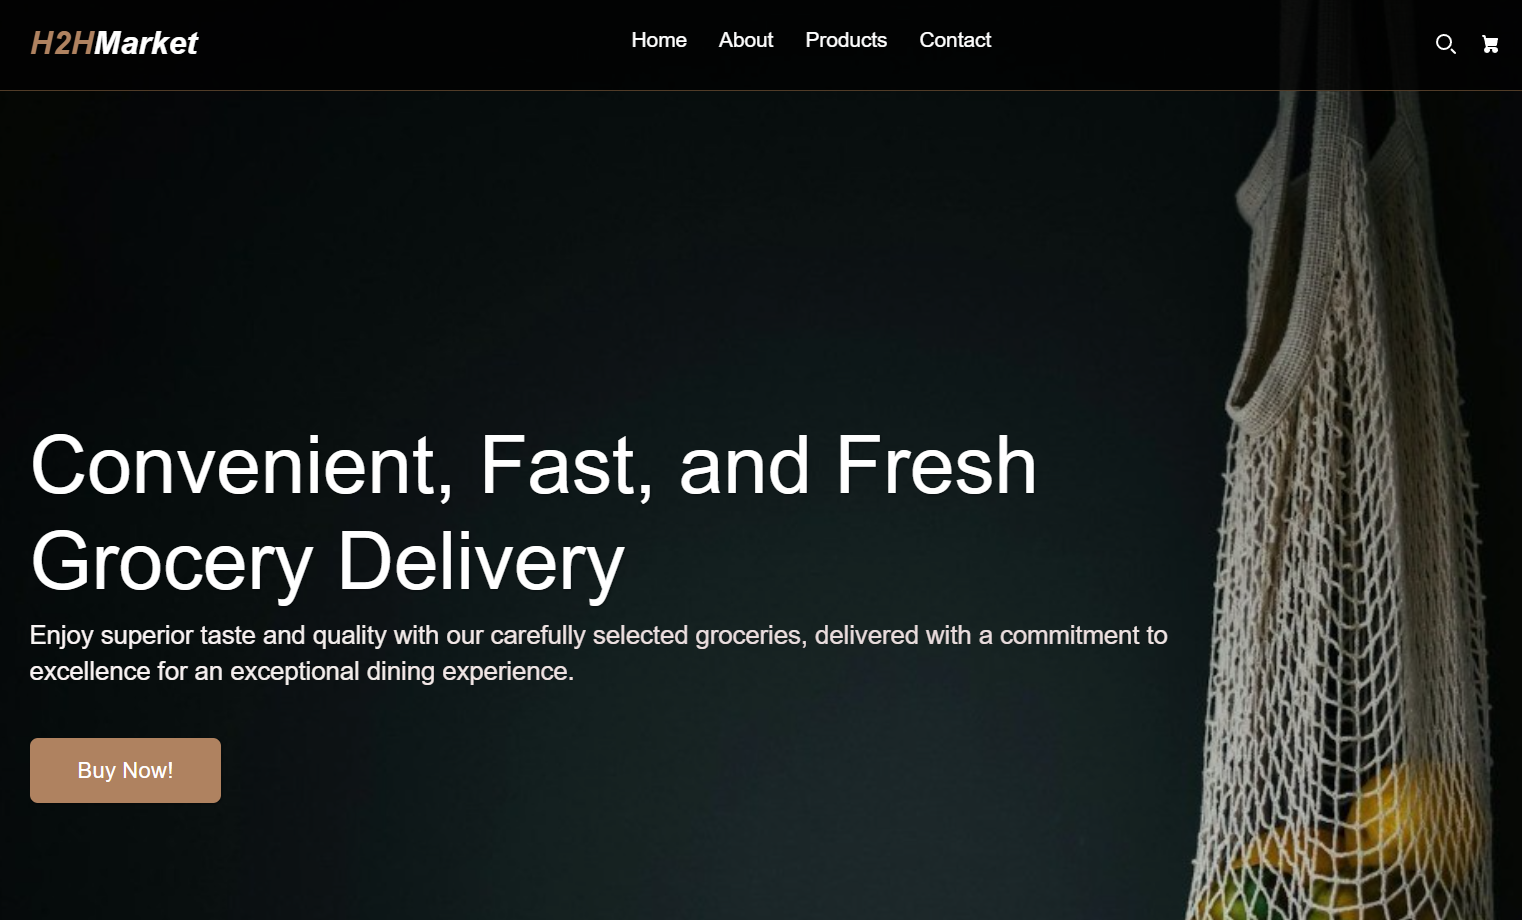 H2HMarket
Home About Products Contact
Convenient, Fast, and Fresh
Grocery Delivery
Enjoy superior taste and quality with our carefully selected groceries, delivered with a commitment to
excellence for an exceptional dining experience.
Buy Now!